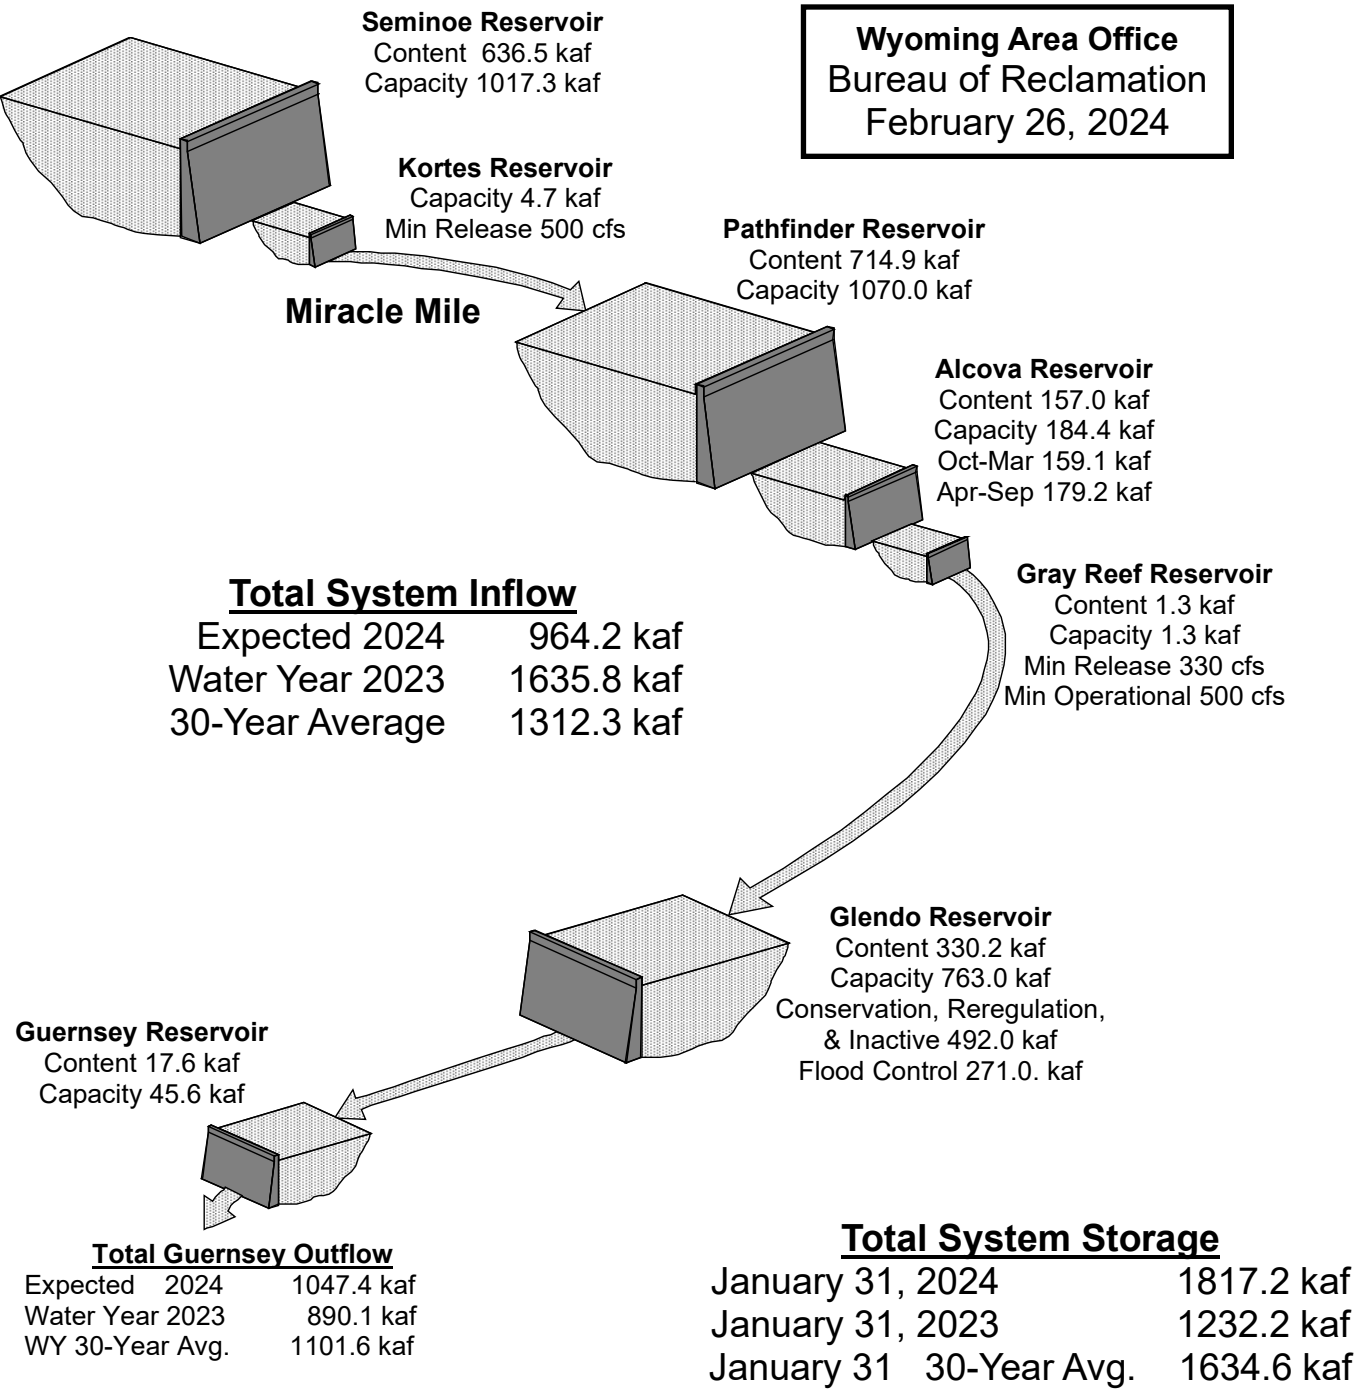 Seminoe Reservoir
Content 636.5 kaf
Capacity 1017.3 kaf
Wyoming Area Office
Bureau of Reclamation
February 26, 2024
Kortes Reservoir
Capacity 4.7 kaf
Min Release 500 cfs
Miracle Mile
Pathfinder Reservoir
Content 714.9 kaf
Capacity 1070.0 kaf
Alcova Reservoir
Content 157.0 kaf
Capacity 184.4 kaf
Oct-Mar 159.1 kaf
Apr-Sep 179.2 kaf
Gray Reef Reservoir
Content 1.3 kaf
Capacity 1.3 kaf
Min Release 330 cfs
Min Operational 500 cfs
Total System Inflow
Expected 2024 964.2 kaf
Water Year 2023 1635.8 kaf
30-Year Average 1312.3 kaf
Glendo Reservoir
Content 330.2 kaf
Capacity 763.0 kaf
Conservation, Reregulation,
& Inactive 492.0 kaf
Flood Control 271.0. kaf
Guernsey Reservoir
Content 17.6 kaf
Capacity 45.6 kaf
Total Guernsey Outflow
Expected 2024 1047.4 kaf
Water Year 2023 890.1 kaf
WY 30-Year Avg. 1101.6 kaf
Total System Storage
January 31, 2024 1817.2 kaf
January 31, 2023 1232.2 kaf
January 31 30-Year Avg. 1634.6 kaf